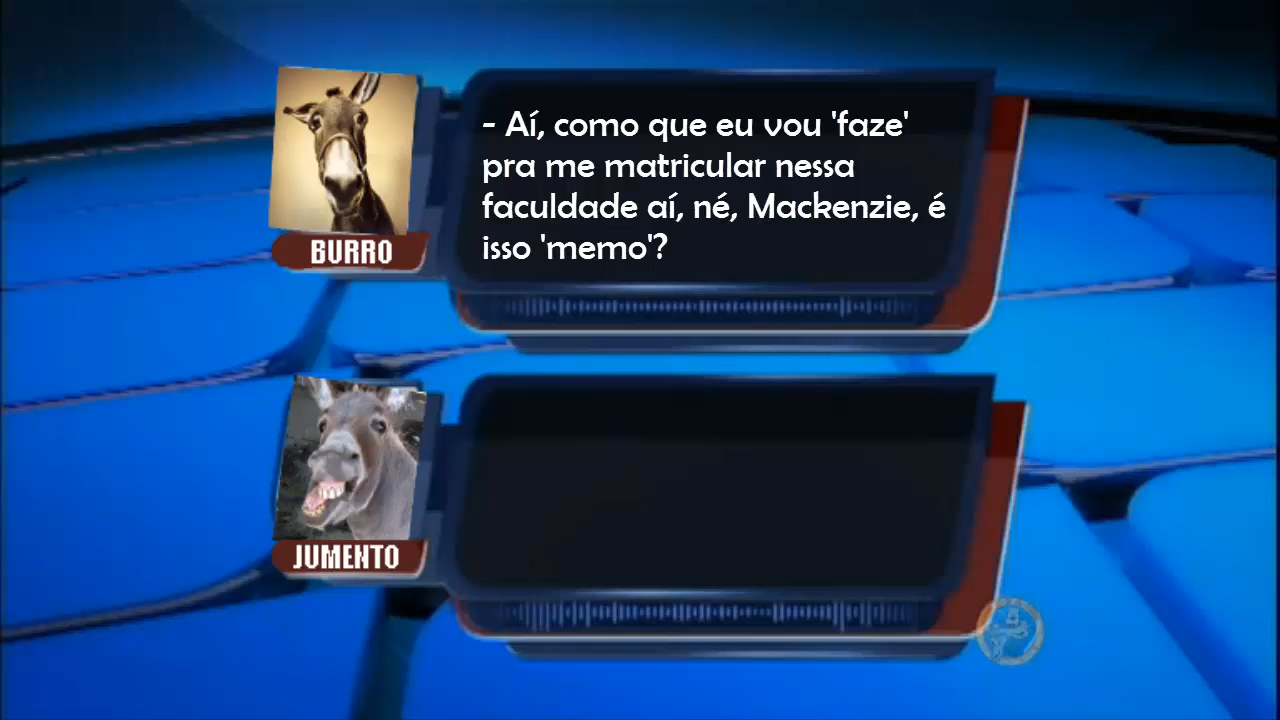 - Aí, como que eu vou 'faze'
pra me matricular nessa
faculdade aí, né, Mackenzie, é
isso 'memo'?
BURRO
JUMENTO